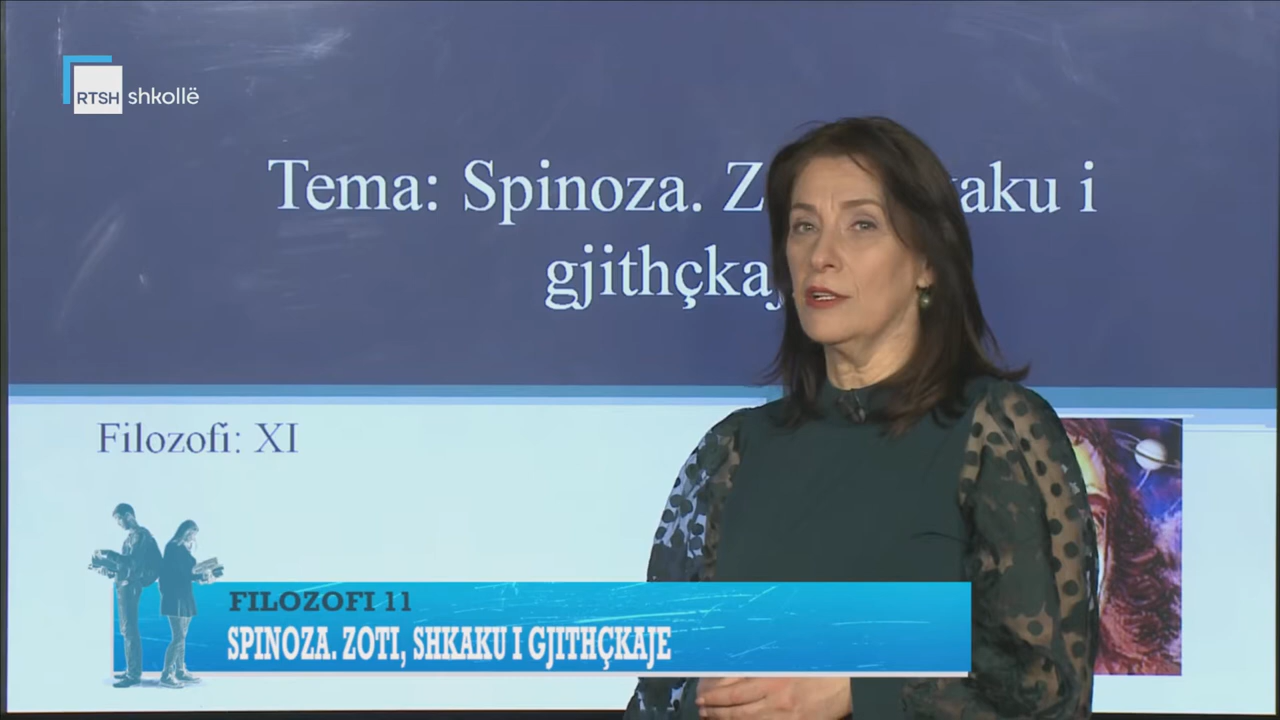 RTSH shkollë
Tema: Spinoza. i
Filozofi: XI
FILOZOFI 11
SPINOZA. ZOTI, SHKAKU I GJITHÇKAJE